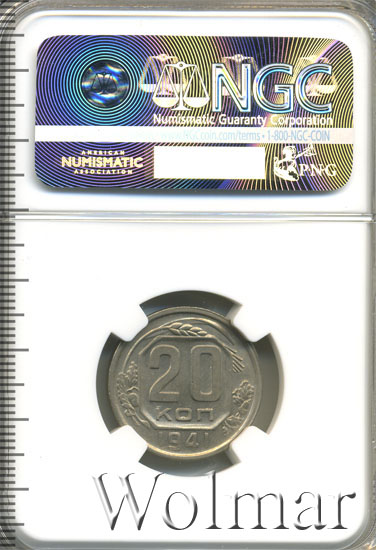 NGC
Numismatic Guaranty Corporation
www.NGCcoin.com/terms • 1-800-NGC-COIN
AMERICAN
NUMISMATIC
ASSOCIATION
PNG
20
КОП
1941
Wolmar